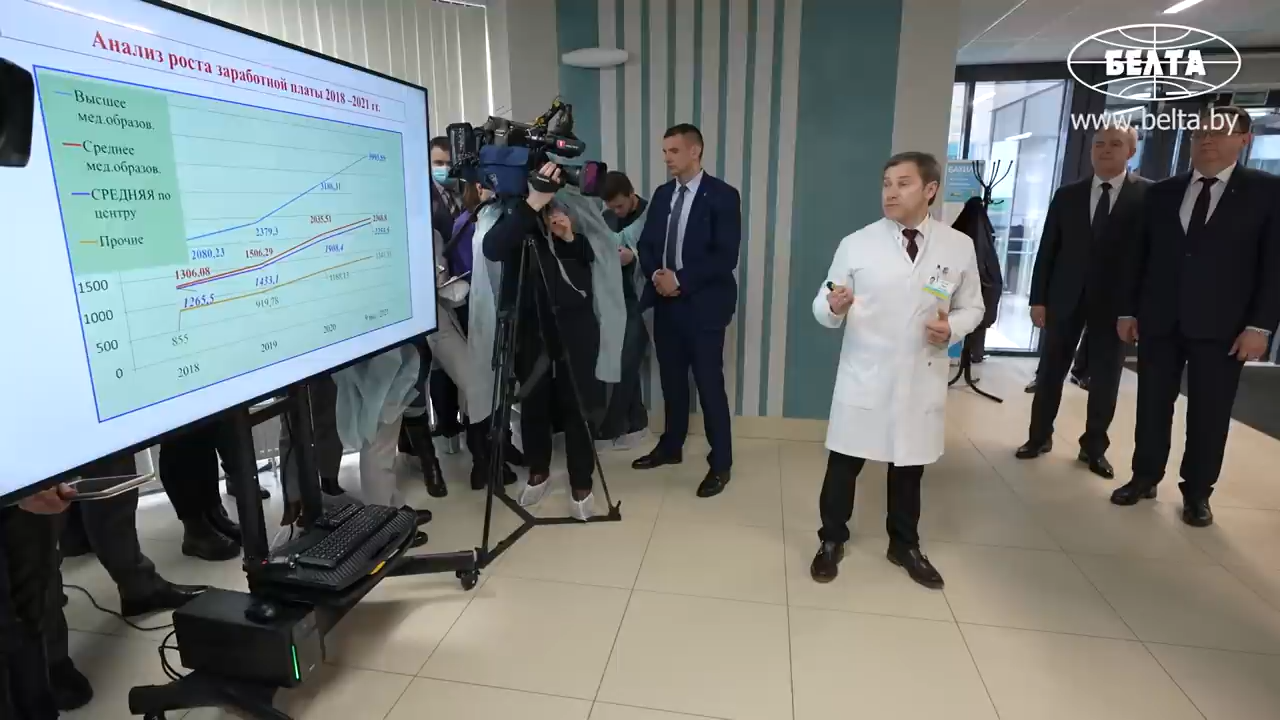 БЕЛТА
www.belta.by
Анализ роста заработной платы 2018 –2021 гг.
Высшее
мед.образов.
Среднее
мед.образов.
СРЕДНЯЯ по
центру
Прочие
2080,23
2379,3
1306,08
1506,29
2035,51
1265,5
1433,1
1908,4
855
919,78
1500
1000
500
0
2018
2019
2020